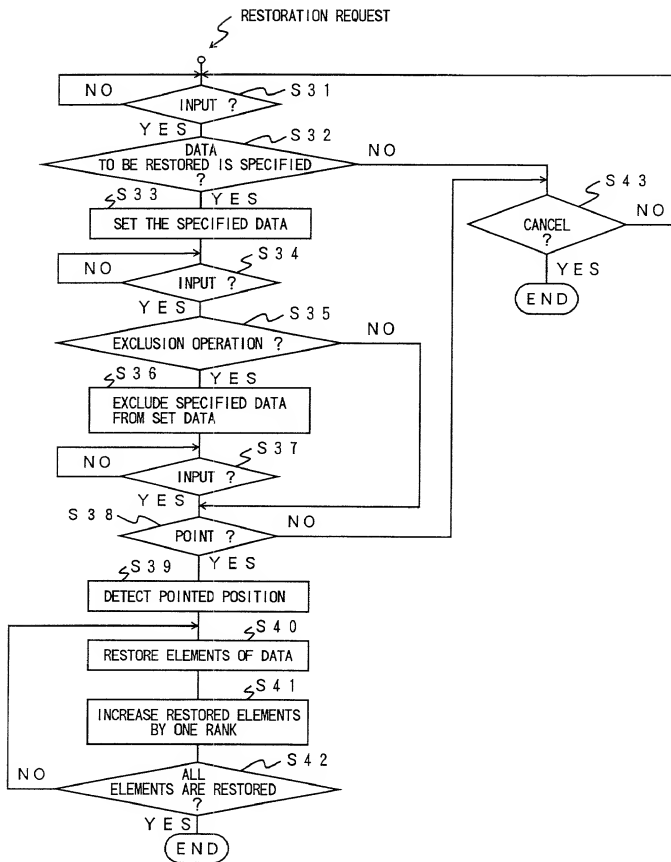 RESTORATION REQUEST
S31
NO
INPUT ?
YES
S32
DATA
TO BE RESTORED IS SPECIFIED
?
NO
S33
YES
SET THE SPECIFIED DATA
S43
CANCEL
?
NO
YES
END
S34
NO
INPUT ?
YES
S35
EXCLUSION OPERATION ?
NO
S36
YES
EXCLUDE SPECIFIED DATA
FROM SET DATA
S37
NO
INPUT ?
YES
S38
POINT ?
NO
YES
S39
DETECT POINTED POSITION
S40
RESTORE ELEMENTS OF DATA
S41
INCREASE RESTORED ELEMENTS
BY ONE RANK
S42
NO
ALL
ELEMENTS ARE RESTORED
?
YES
END